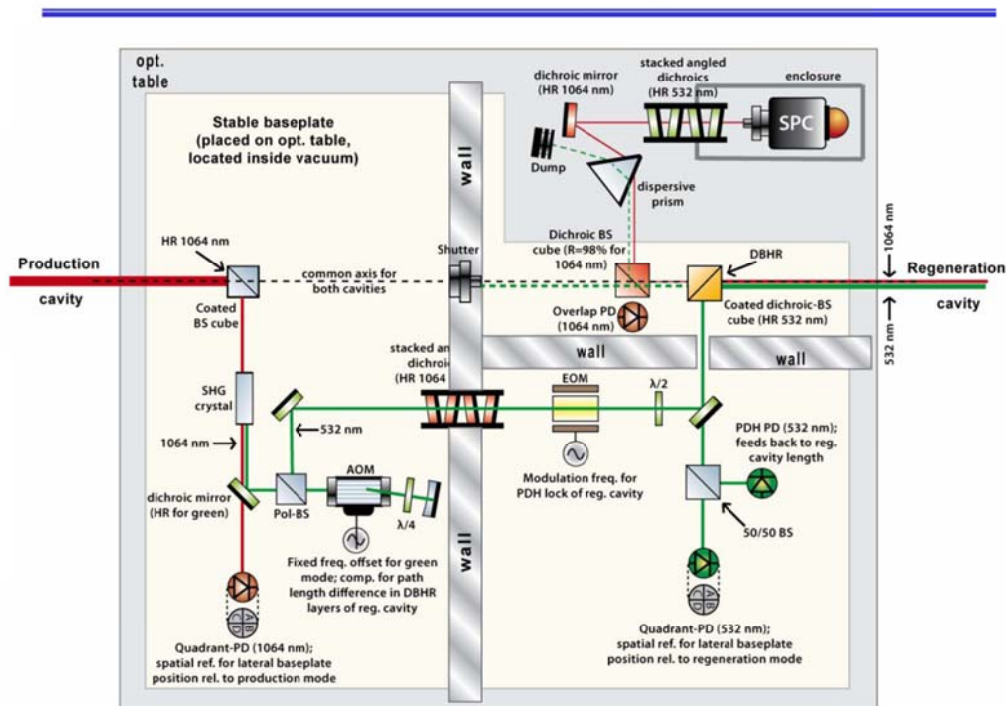 opt.
table
Stable baseplate
(placed on opt. table,
located inside vacuum)
wall
dichroic mirror
(HR 1064 nm)
stacked angled
dichroics
(HR 532 nm)
enclosure
SPC
Dump
dispersive
prism
HR 1064 nm
Shutter
Dichroic BS
cube (R=98% for
1064 nm)
DBHR
1064 nm
Production
cavity
common axis for
both cavities
Regeneration
cavity
Coated
BS cube
Overlap PD
(1064 nm)
Coated dichroic-BS
cube (HR 532 nm)
532 nm
wall
wall
stacked an
dichroic
(HR 1064
SHG
crystal
EOM
λ/2
1064 nm
532 nm
PDH PD (532 nm);
feeds back to reg.
cavity length
AOM
Modulation freq. for
PDH lock of reg. cavity
dichroic mirror
(HR for green)
Pol-BS
λ/4
50/50 BS
wall
Fixed freq. offset for green
mode; comp. for path
length difference in DBHR
layers of reg. cavity
A B
C D
A B
C D
Quadrant-PD (1064 nm);
spatial ref. for lateral baseplate
position rel. to production mode
Quadrant-PD (532 nm);
spatial ref. for lateral baseplate
position rel. to regeneration mode